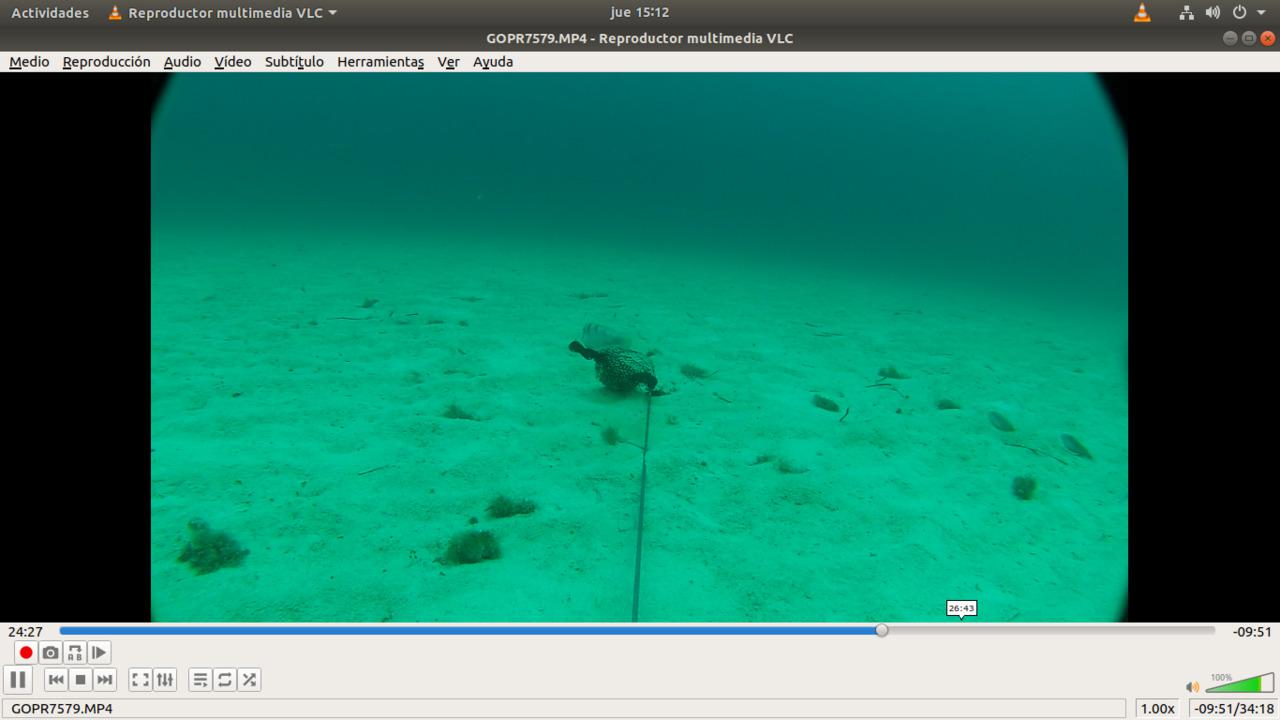 Actividades Reproductor multimedia VLC jue 15:12
GOPR7579.MP4 - Reproductor multimedia VLC
Medio Reproducción Audio Vídeo Subtítulo Herramientas Ver Ayuda
26:43
24:27 -09:51
A B
100%
GOPR7579.MP4 1.00x -09:51/34:18